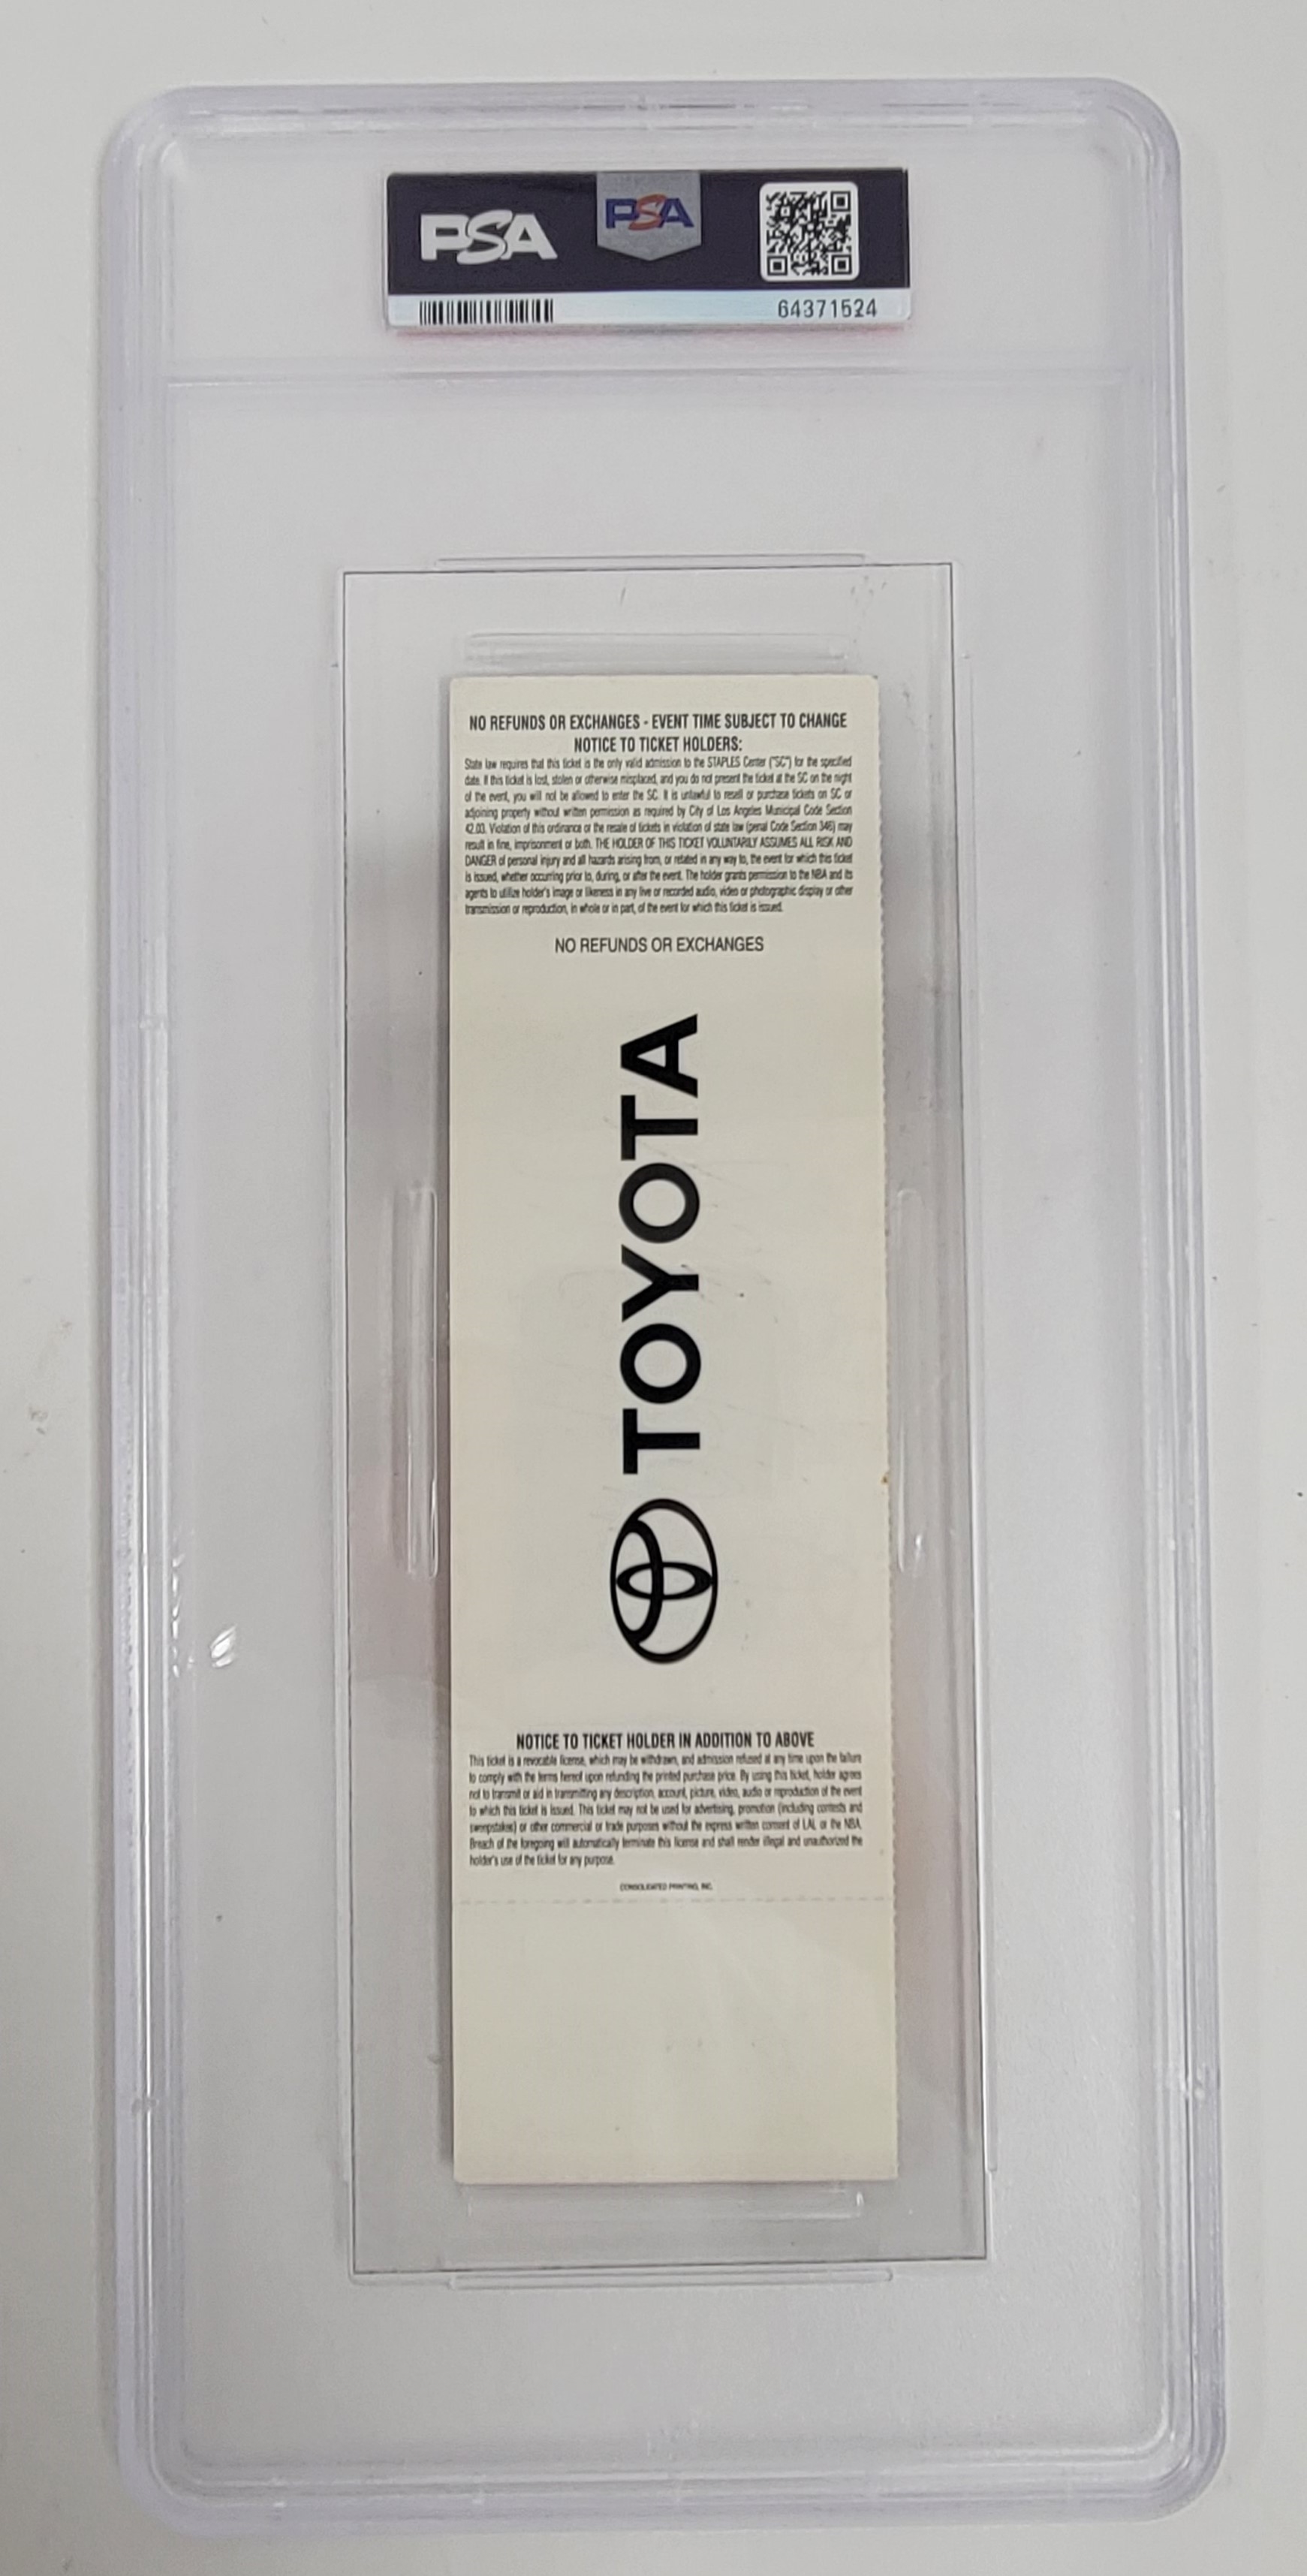 PSA PSA
64371524
NO REFUNDS OR EXCHANGES - EVENT TIME SUBJECT TO CHANGE
NOTICE TO TICKET HOLDERS:
State law requires that this ticket is the only valid admission to the STAPLES Center ("SC") for the specified
date. If this ticket is lost, stolen or otherwise misplaced, and you do not present the ticket at the SC on the night
of the event, you will not be allowed to enter the SC. It is unlawful to resell or purchase tickets on SC or
adjoining property without written permission as required by City of Los Angeles Municipal Code Section
42.03. Violation of this ordinance or the resale of tickets in violation of state law (penal Code Section 346) may
result in fine, imprisonment or both. THE HOLDER OF THIS TICKET VOLUNTARILY ASSUMES ALL RISK AND
DANGER of personal injury and all hazards arising from, or related in any way to, the event for which this ticket
is issued, whether occurring prior to, during, or after the event. The holder grants permission to the NBA and its
agents to utilize holder's image or likeness in any live or recorded audio, video or photographic display or other
transmission or reproduction, in whole or in part, of the event for which this ticket is issued.
NO REFUNDS OR EXCHANGES
TOYOTA
NOTICE TO TICKET HOLDER IN ADDITION TO ABOVE
This ticket is a revocable license, which may be withdrawn, and admission refused at any time upon the failure
to comply with the terms hereof upon refunding the printed purchase price. By using this ticket, holder agrees
not to transmit or aid in transmitting any description, account, picture, video, audio or reproduction of the event
to which this ticket is issued. This ticket may not be used for advertising, promotion (including contests and
sweepstakes) or other commercial or trade purposes without the express written consent of LAL or the NBA.
Breach of the foregoing will automatically terminate this license and shall render illegal and unauthorized the
holder's use of the ticket for any purpose.
CONSOLIDATED PRINTING, INC.